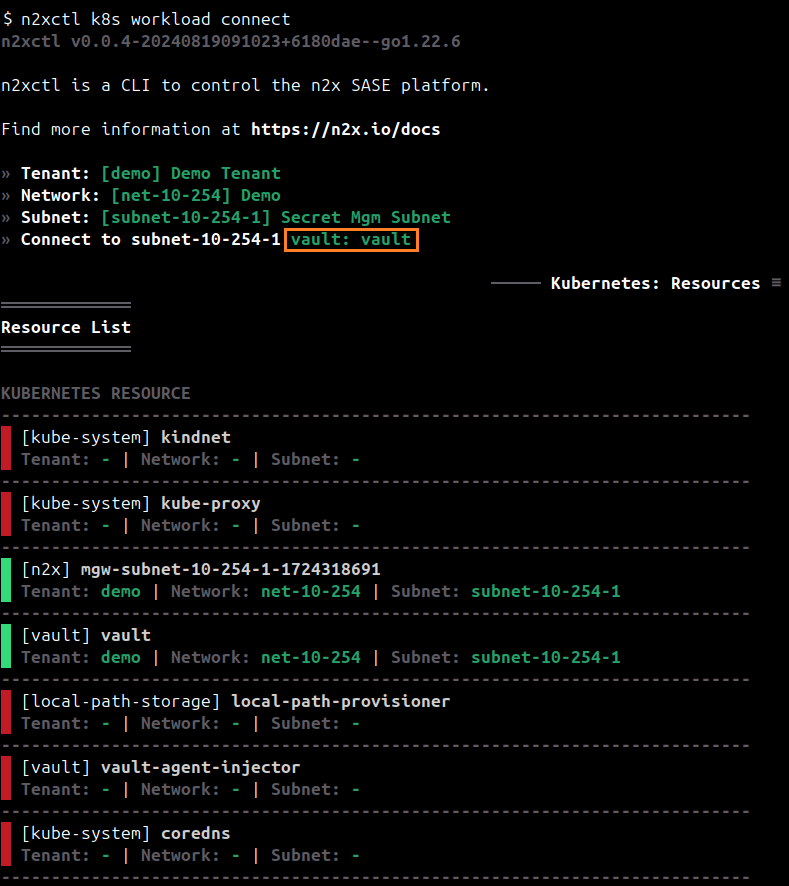 $ n2xctl k8s workload connect
n2xctl v0.0.4-20240819091023+6180dae--go1.22.6
n2xctl is a CLI to control the n2x SASE platform.
Find more information at https://n2x.io/docs
» Tenant: [demo] Demo Tenant
» Network: [net-10-254] Demo
» Subnet: [subnet-10-254-1] Secret Mgm Subnet
» Connect to subnet-10-254-1 vault: vault
——— Kubernetes: Resources ≡
Resource List
KUBERNETES RESOURCE
---------------------------------------------------------------------------
[kube-system] kindnet
Tenant: - | Network: - | Subnet: -
---------------------------------------------------------------------------
[kube-system] kube-proxy
Tenant: - | Network: - | Subnet: -
---------------------------------------------------------------------------
[n2x] mgw-subnet-10-254-1-1724318691
Tenant: demo | Network: net-10-254 | Subnet: subnet-10-254-1
---------------------------------------------------------------------------
[vault] vault
Tenant: demo | Network: net-10-254 | Subnet: subnet-10-254-1
---------------------------------------------------------------------------
[local-path-storage] local-path-provisioner
Tenant: - | Network: - | Subnet: -
---------------------------------------------------------------------------
[vault] vault-agent-injector
Tenant: - | Network: - | Subnet: -
---------------------------------------------------------------------------
[kube-system] coredns
Tenant: - | Network: - | Subnet: -
---------------------------------------------------------------------------